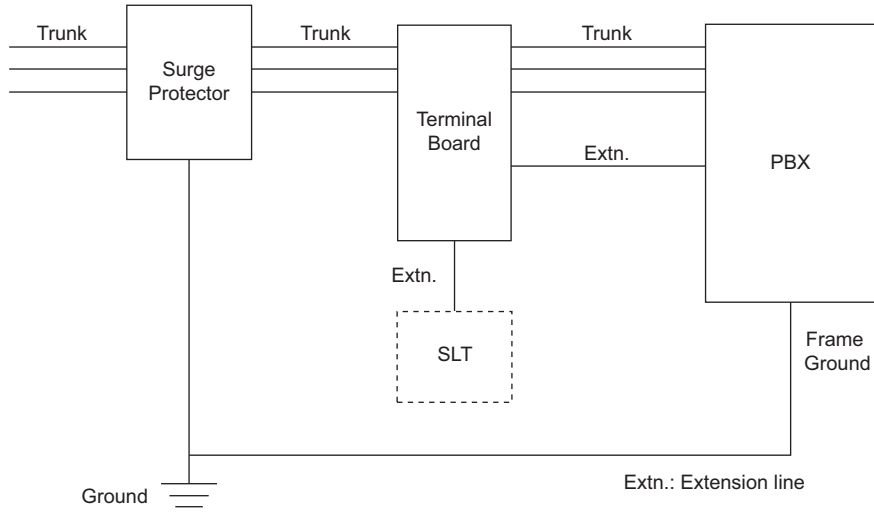 Trunk
Trunk
Trunk
Surge
Protector
Terminal
Board
Extn.
PBX
Extn.
SLT
Frame
Ground
Extn.: Extension line
Ground